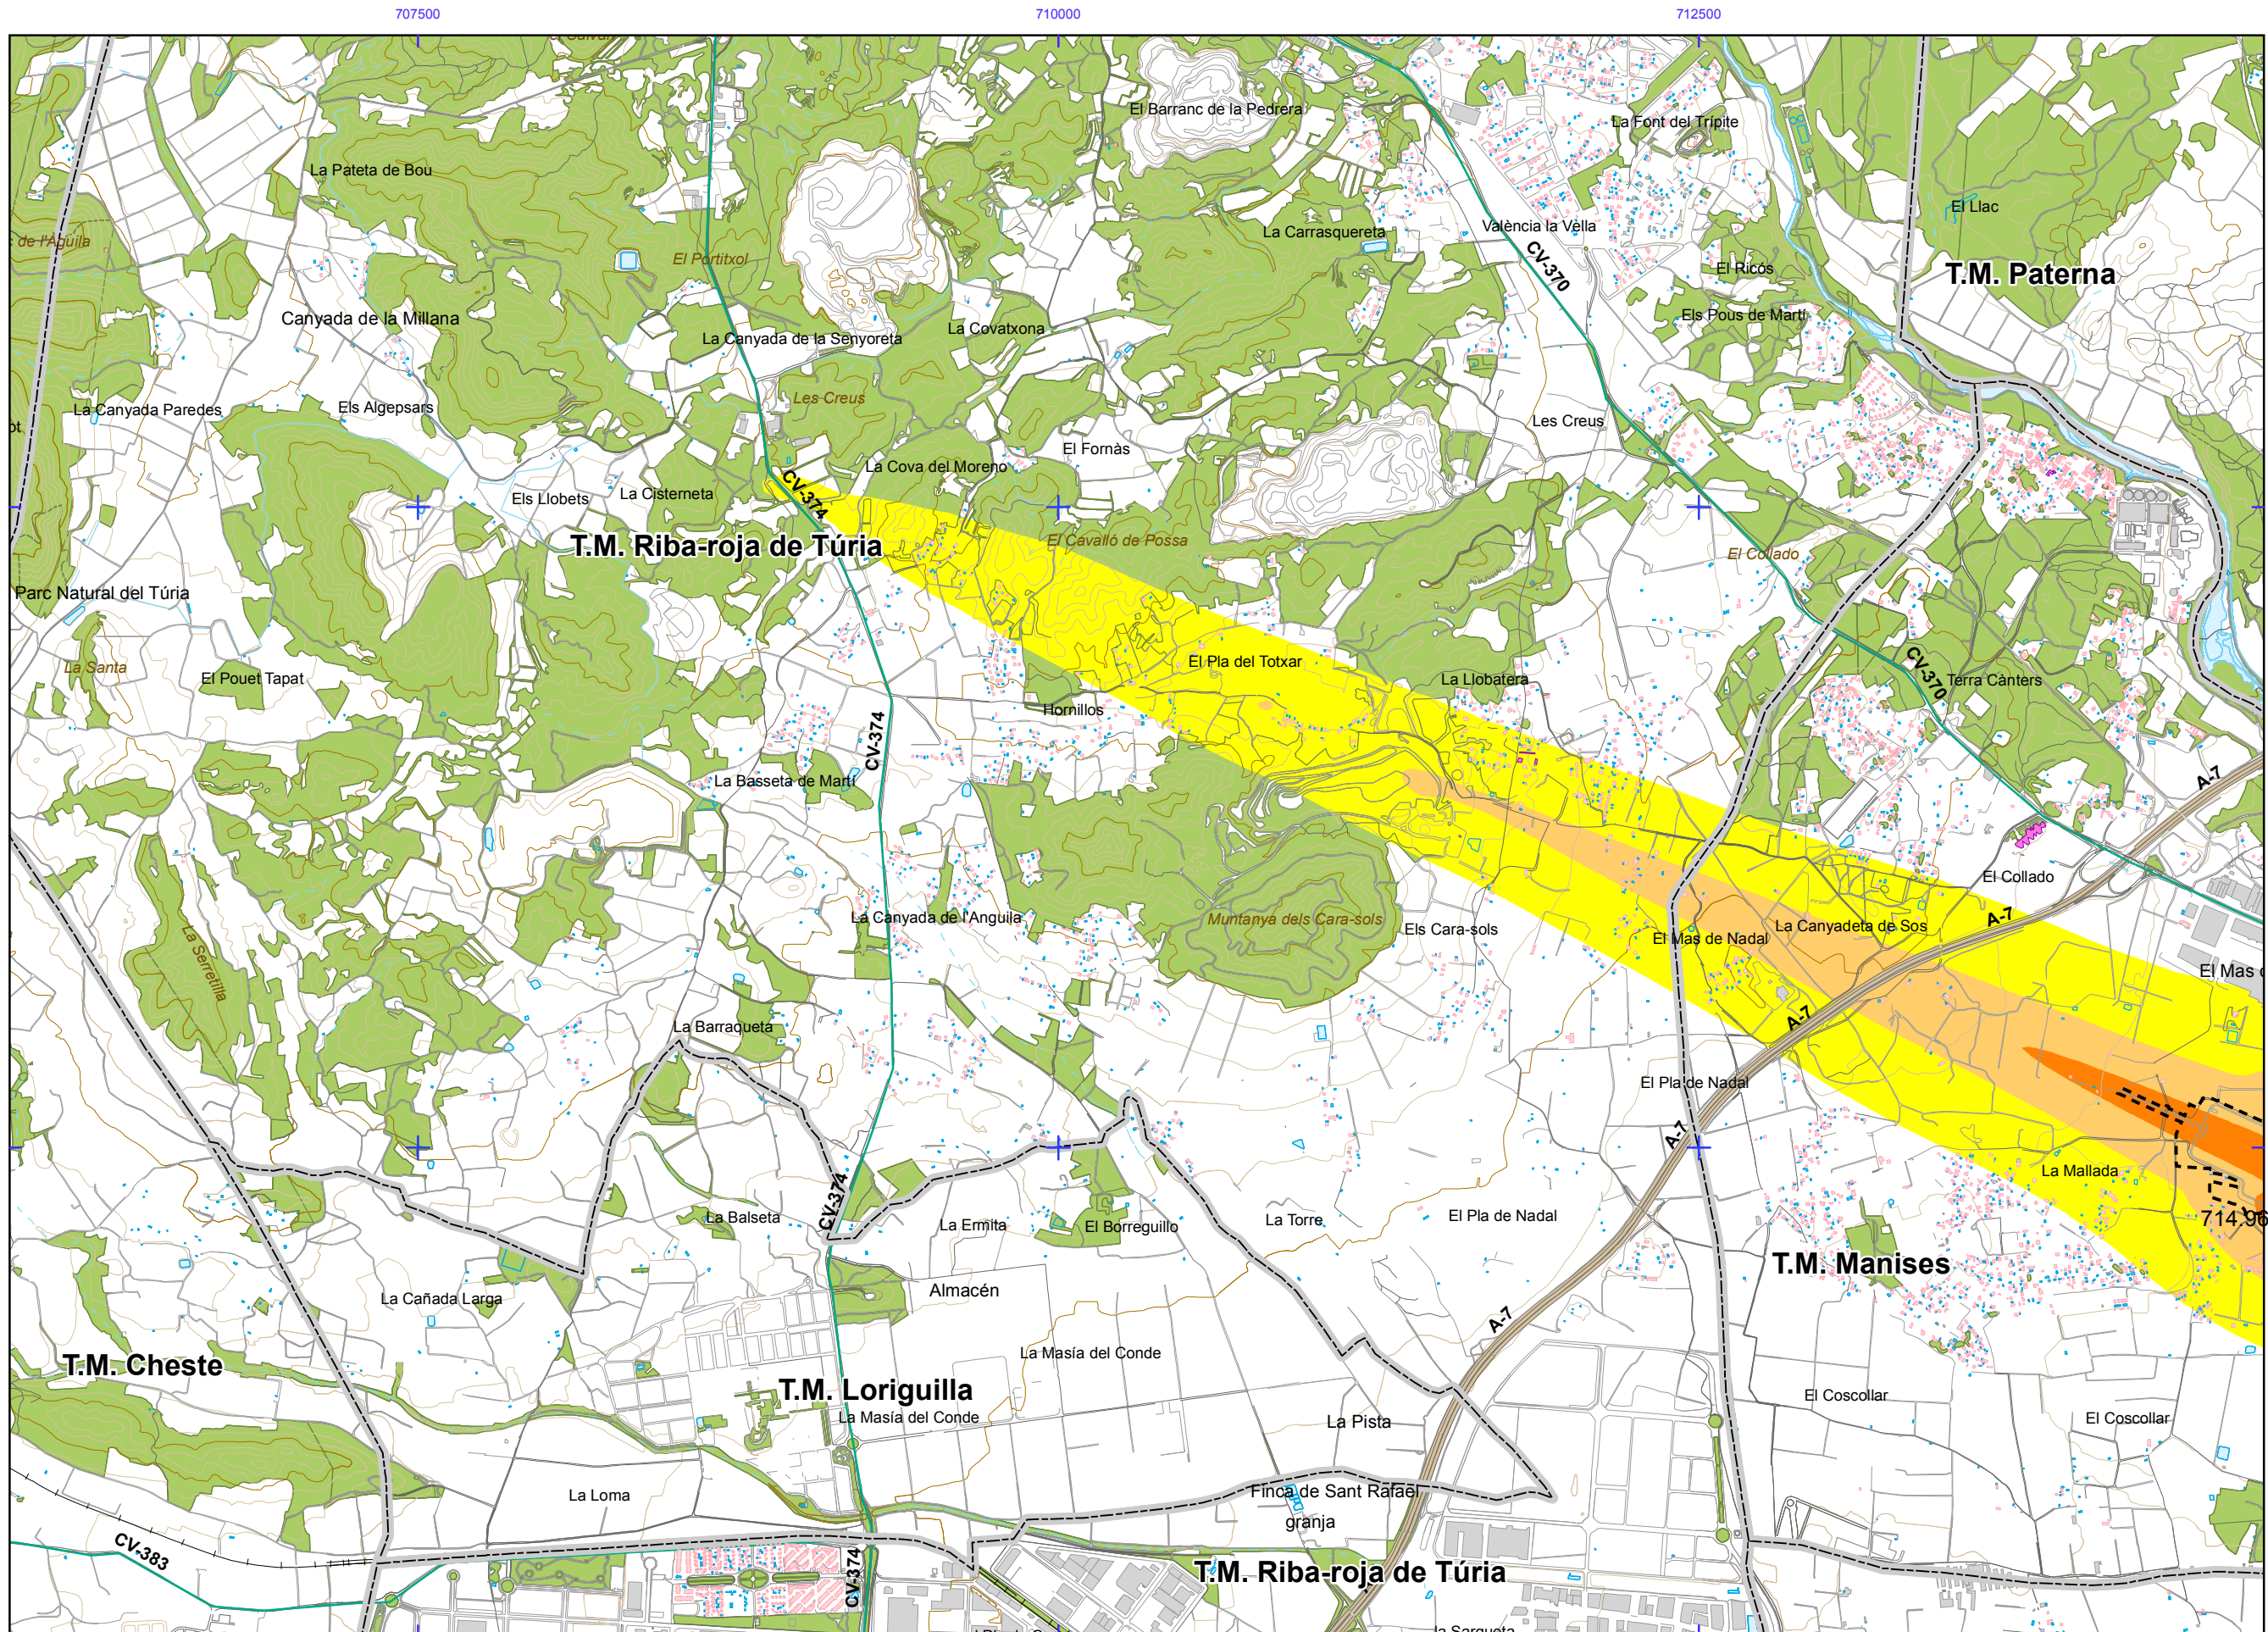 707500
710000
712500
El Barranc de la Pedrera
La Font del Trípite
La Pateta de Bou
El Llac
València la Vella
La Carrasquereta
de l'Àguila
El Portitxol
CV-370
El Ricós
T.M. Paterna
Canyada de la Millana
Els Pous de Martí
La Covatxona
La Canyada de la Senyoreta
Les Creus
La Canyada Paredes
Els Algepsars
Les Creus
El Fornàs
La Cova del Moreno
CV-374
La Cisterneta
Els Llobets
El Cavalló de Possa
T.M. Riba-roja de Túria
El Collado
Parc Natural del Túria
La Santa
El Pla del Totxar
CV-370
El Pouet Tapat
La Llobatera
Terra Cànters
Hornillos
CV-374
La Basseta de Martí
A-7
El Collado
La Canyada de l'Anguila
Muntanya dels Cara-sols
Els Cara-sols
A-7
La Canyadeta de Sos
El Mas de Nadal
La Serretilla
El Mas
A-7
La Barraqueta
El Pla de Nadal
A-7
La Mallada
CV-374
La Balseta
La Ermita
El Borreguillo
La Torre
El Pla de Nadal
714.96
T.M. Manises
Almacén
La Cañada Larga
A-7
La Masía del Conde
T.M. Cheste
T.M. Loriguilla
La Masía del Conde
El Coscollar
La Pista
El Coscollar
La Loma
Finca de Sant Rafaël
granja
CV-383
CV-374
T.M. Riba-roja de Túria
la Sargueta